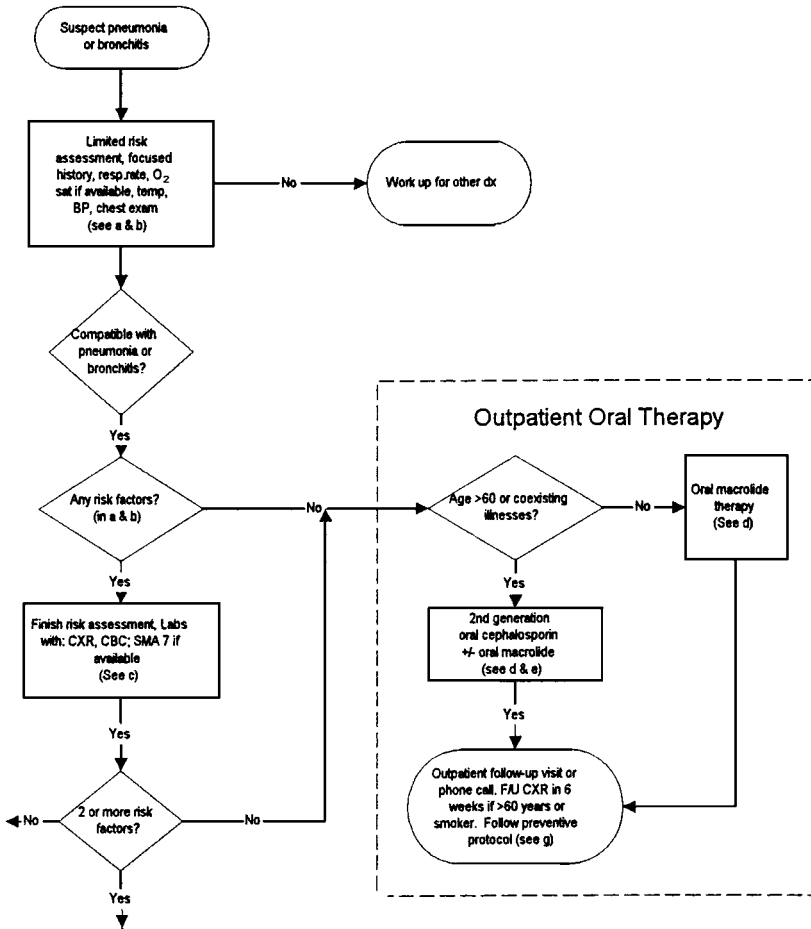 Suspect pneumonia
or bronchitis
Limited risk
assessment, focused
history, resp.rate, O2
sat if available, temp,
BP, chest exam
(see a & b)
No
Work up for other dx
Compatible with
pneumonia or
bronchitis?
Yes
Any risk factors?
(in a & b)
No
Yes
Finish risk assessment, Labs
with: CXR, CBC; SMA 7 if
available
(See c)
Yes
2 or more risk
factors?
No
No
Yes
Outpatient Oral Therapy
Age >60 or coexisting
illnesses?
No
Oral macrolide
therapy
(See d)
Yes
2nd generation
oral cephalosporin
+/- oral macrolide
(see d & e)
Yes
Outpatient follow-up visit or
phone call, F/U CXR in 6
weeks if >60 years or
smoker. Follow preventive
protocol (see g)